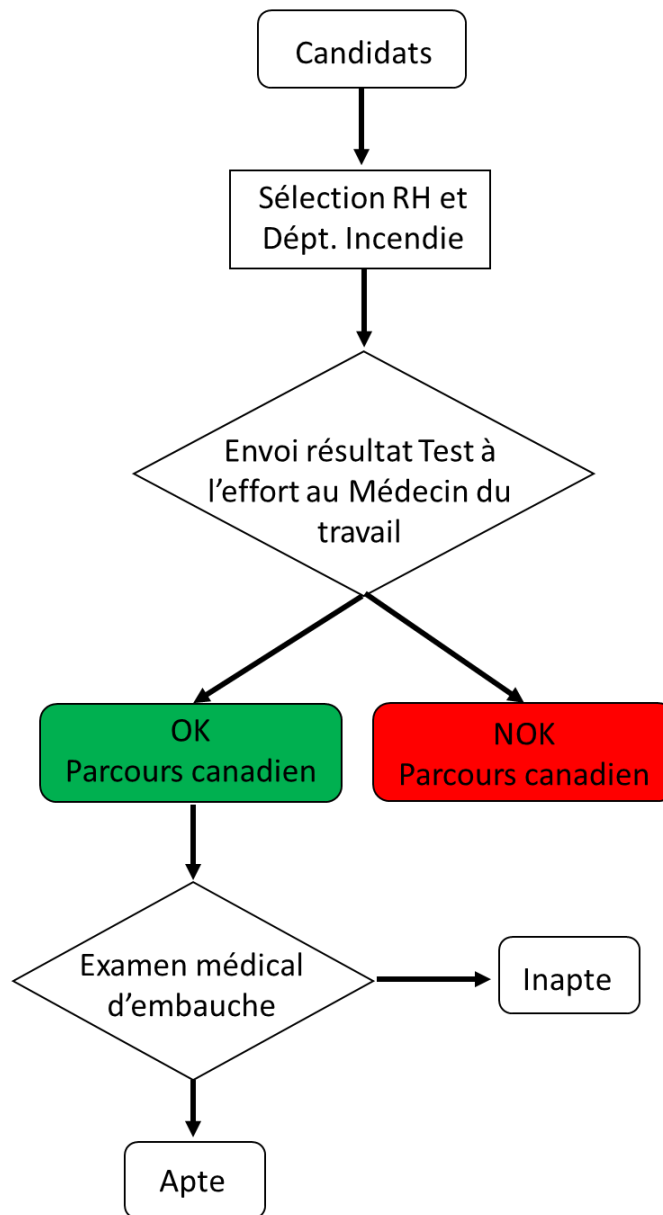 Candidats
Sélection RH et
Dépt. Incendie
Envoi résultat Test à
l’effort au Médecin du
travail
OK
Parcours canadien
NOK
Parcours canadien
Examen médical
d’embauche
Inapte
Apte